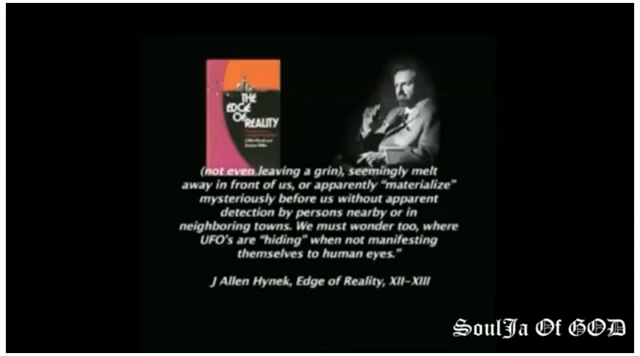 THE
EDGE
OF
REALITY
(not even leaving a grin), seemingly melt
away in front of us, or apparently "materialize"
mysteriously before us without apparent
detection by persons nearby or in
neighboring towns. We must wonder too, where
UFO's are "hiding" when not manifesting
themselves to human eyes."
J Allen Hynek, Edge of Reality, XII-XIII
SoulJa Of GOD